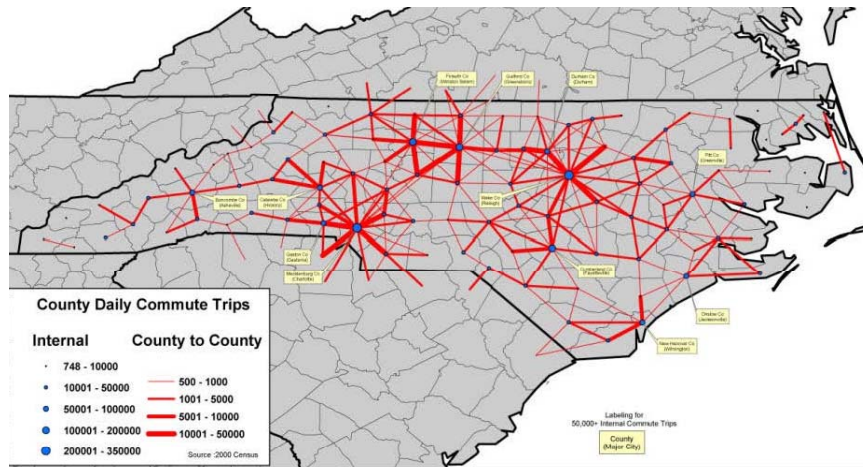 Forsyth Co
(Winston Salem)
Guilford Co
(Greensboro)
Durham Co
(Durham)
Pitt Co
(Greenville)
Buncombe Co
(Asheville)
Catawba Co
(Hickory)
Wake Co
(Raleigh)
Gaston Co
(Gastonia)
Mecklenburg Co
(Charlotte)
Cumberland Co
(Fayetteville)
Onslow Co
(Jacksonville)
New Hanover Co
(Wilmington)
County Daily Commute Trips
Internal County to County
748 - 10000
10001 - 50000
50001 - 100000
100001 - 200000
200001 - 350000
500 - 1000
1001 - 5000
5001 - 10000
10001 - 50000
Source :2000 Census
Labeling for
50,000+ Internal Commute Trips
County
(Major City)